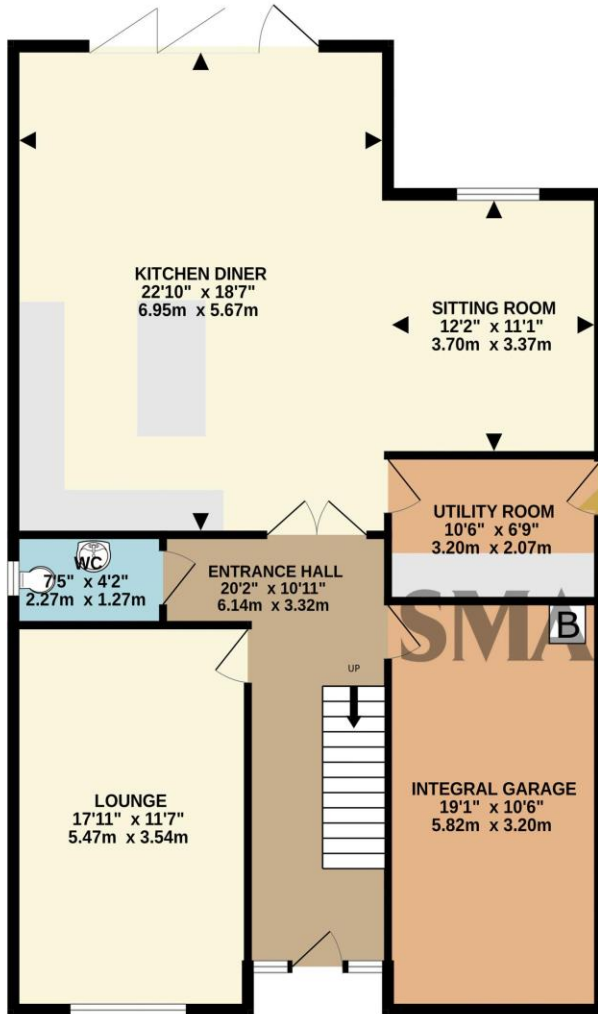 KITCHEN DINER
22'10" x 18'7"
6.95m x 5.67m
SITTING ROOM
12'2" x 11'1"
3.70m x 3.37m
UTILITY ROOM
10'6" x 6'9"
3.20m x 2.07m
WC
7'5" x 4'2"
2.27m x 1.27m
ENTRANCE HALL
20'2" x 10'11"
6.14m x 3.32m
SMA
B
UP
LOUNGE
17'11" x 11'7"
5.47m x 3.54m
INTEGRAL GARAGE
19'1" x 10'6"
5.82m x 3.20m